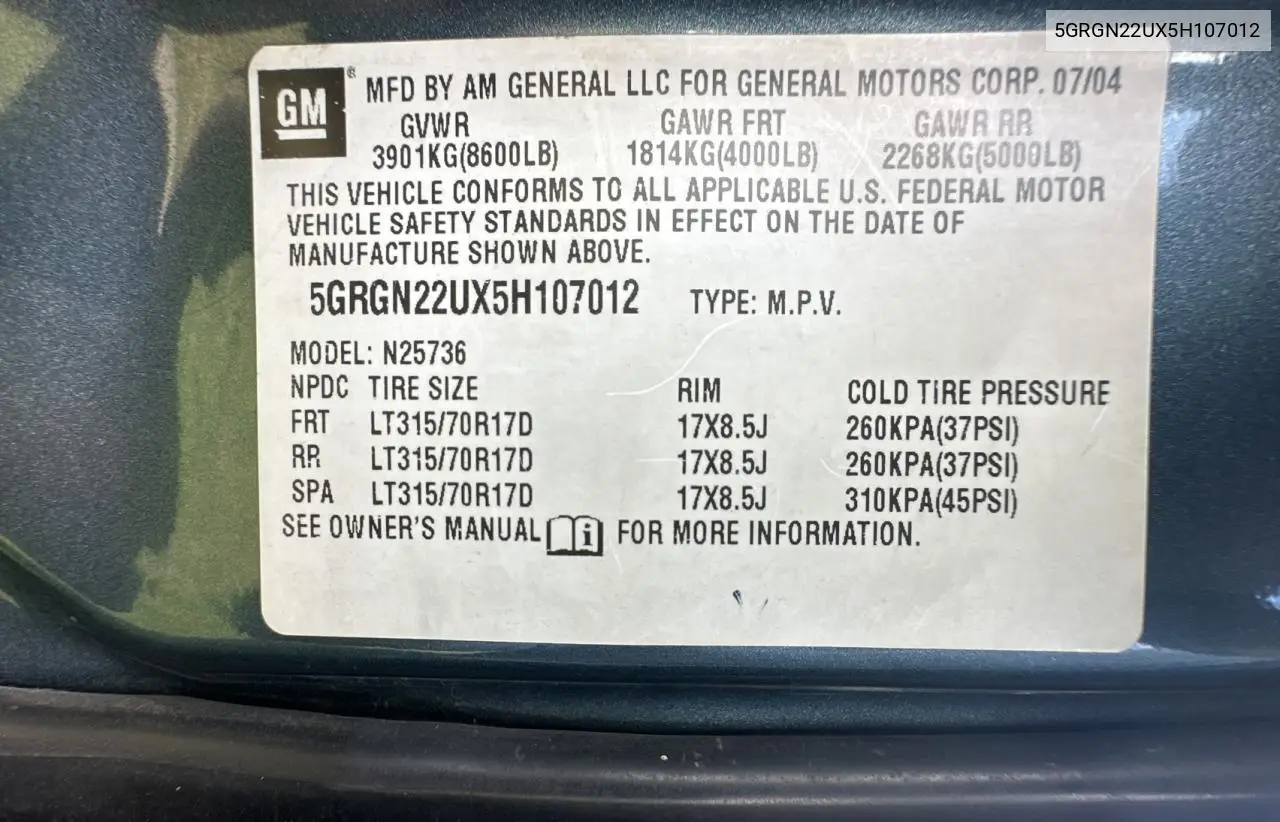 5GRGN22UX5H107012
GM® MFD BY AM GENERAL LLC FOR GENERAL MOTORS CORP. 07/04
GVWR GAWR FRT GAWR RR
3901KG(8600LB) 1814KG(4000LB) 2268KG(5000LB)
THIS VEHICLE CONFORMS TO ALL APPLICABLE U.S. FEDERAL MOTOR
VEHICLE SAFETY STANDARDS IN EFFECT ON THE DATE OF
MANUFACTURE SHOWN ABOVE.
5GRGN22UX5H107012 TYPE: M.P.V.
MODEL: N25736
NPDC TIRE SIZE RIM COLD TIRE PRESSURE
FRT LT315/70R17D 17X8.5J 260KPA(37PSI)
RR LT315/70R17D 17X8.5J 260KPA(37PSI)
SPA LT315/70R17D 17X8.5J 310KPA(45PSI)
SEE OWNER'S MANUAL i FOR MORE INFORMATION.